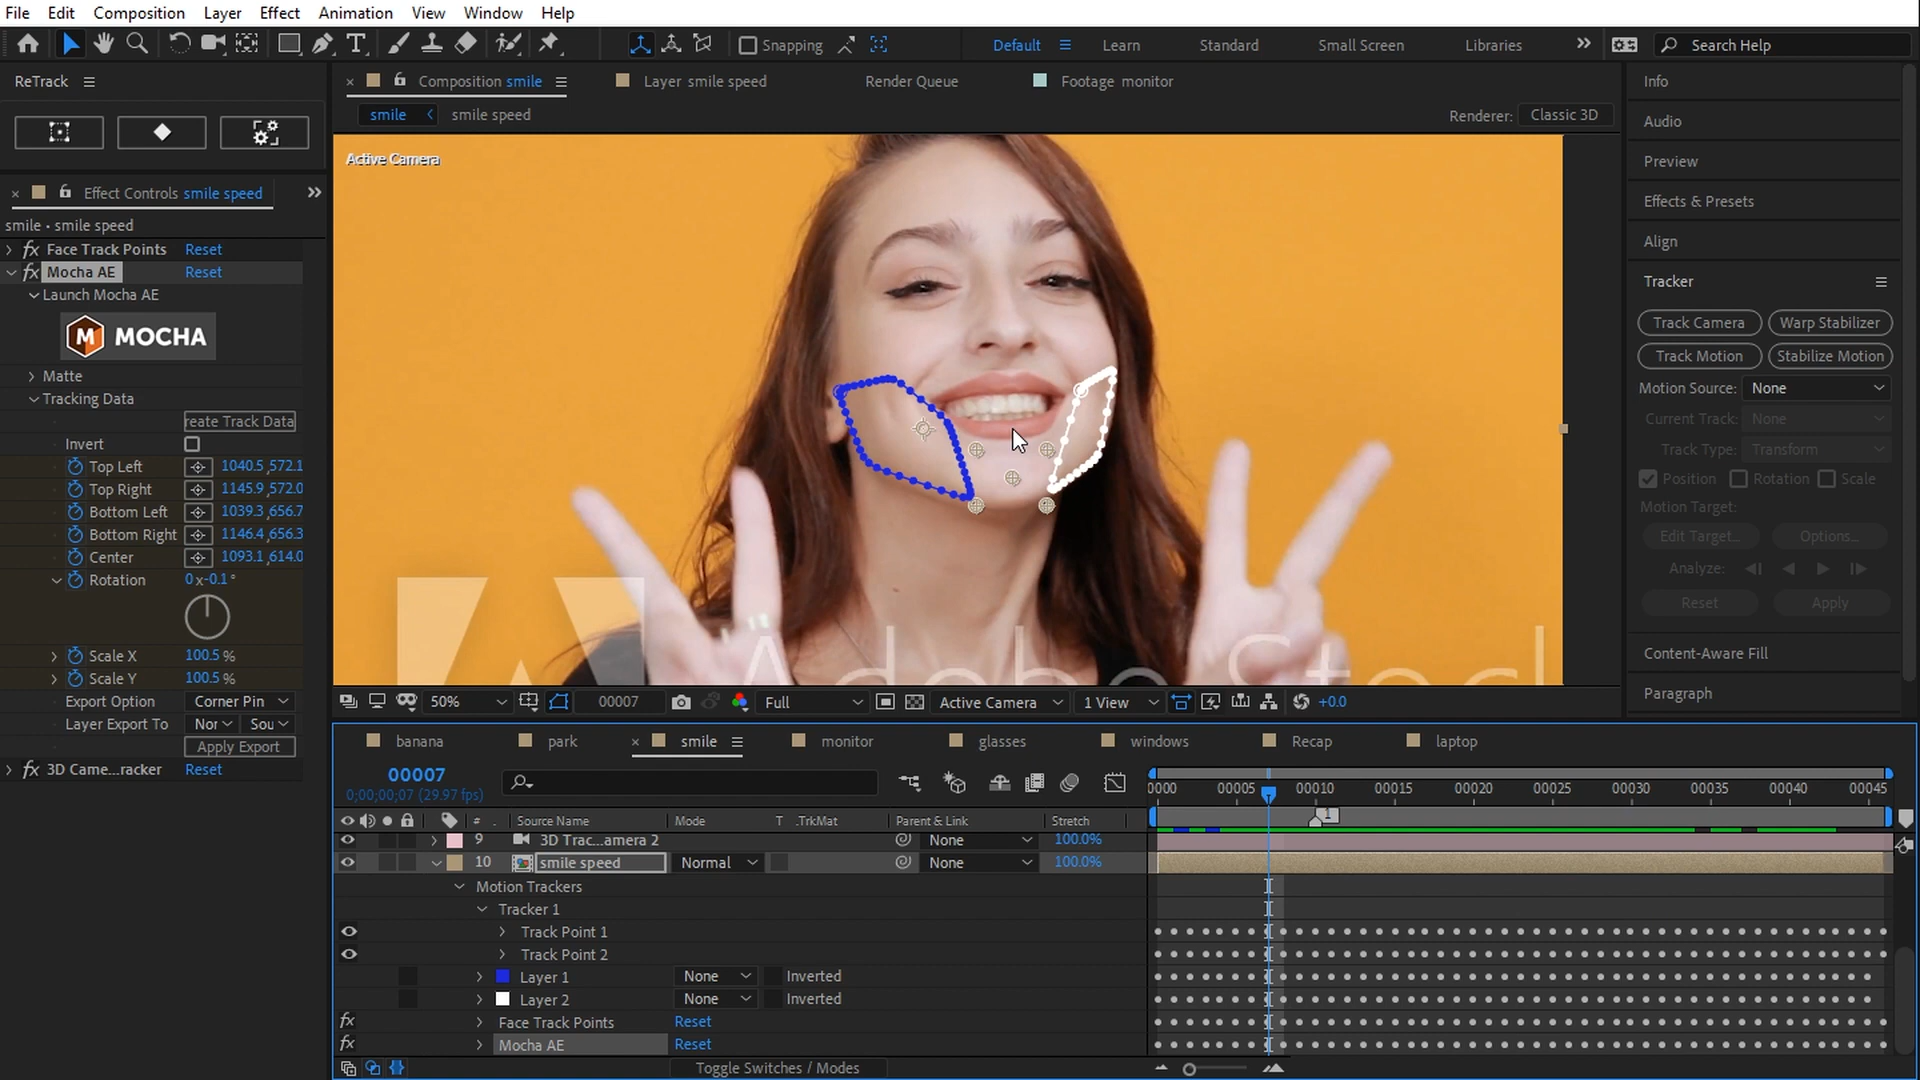 File Edit Composition Layer Effect Animation View Window Help
Snapping
Default Learn Standard Small Screen Libraries
Search Help
ReTrack
Composition smile
Layer smile speed
Render Queue
Footage monitor
Info
smile smile speed
Renderer: Classic 3D
Audio
Active Camera
Preview
Effect Controls smile speed
Effects & Presets
smile • smile speed
Align
fx Face Track Points Reset
fx Mocha AE Reset
Tracker
Launch Mocha AE
M MOCHA
Track Camera Warp Stabilizer
Track Motion Stabilize Motion
Matte
Motion Source: None
Tracking Data
reate Track Data
Current Track: None
Invert
Track Type: Transform
Top Left 1040.5 ,572.1
Position Rotation Scale
Top Right 1145.9 ,572.0
Motion Target:
Bottom Left 1039.3 ,656.7
Bottom Right 1146.4 ,656.3
Edit Target... Options...
Center 1093.1 ,614.0
Analyze:
Rotation 0 x-0.1 °
Reset Apply
Adobe Stock
Scale X 100.5 %
Content-Aware Fill
Scale Y 100.5 %
Paragraph
Export Option Corner Pin
50% 00007 Full Active Camera 1 View +0.0
Layer Export To Nor Sou
Apply Export
fx 3D Came...racker Reset
banana park smile monitor glasses windows Recap laptop
00007
0;00;00;07 (29.97 fps)
0000 00005 00010 00015 00020 00025 00030 00035 00040 00045
# Source Name Mode T .TrkMat Parent & Link Stretch
1
9 3D Trac...amera 2 None 100.0%
10 smile speed Normal None 100.0%
Motion Trackers
Tracker 1
Track Point 1
Track Point 2
Layer 1 None Inverted
Layer 2 None Inverted
fx Face Track Points Reset
fx Mocha AE Reset
Toggle Switches / Modes